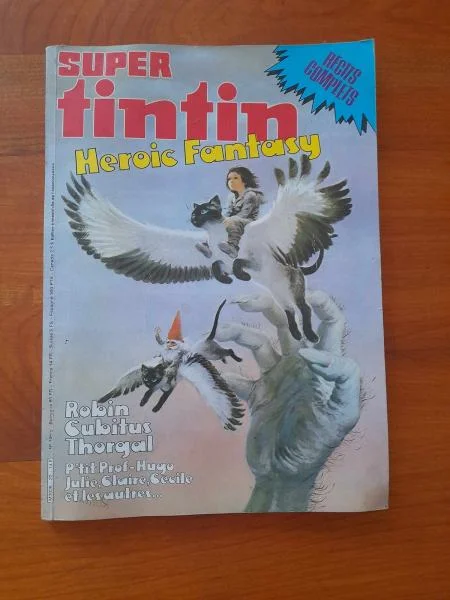 SUPER
tintin
Heroic Fantasy
RÉCITS
COMPLETS
Robin
Cubitus
Thorgal
P'tit Prof-Hugo
Julie, Claire, Cécile
et les autres...